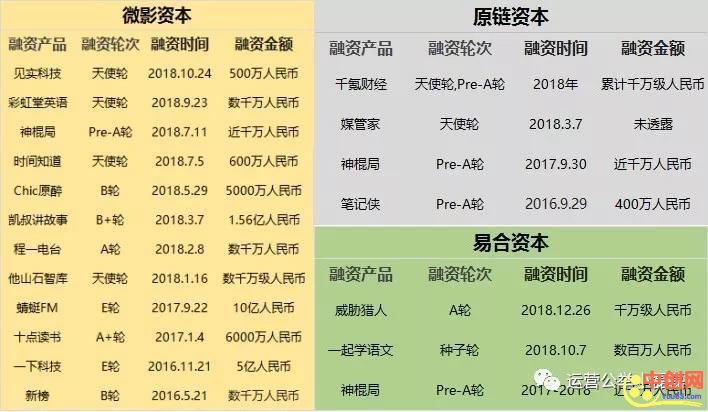 微影资本
融资产品 融资轮次 融资时间 融资金额
见实科技 天使轮 2018.10.24 500万人民币
彩虹堂英语 天使轮 2018.9.23 数千万人民币
神棍局 Pre-A轮 2018.7.11 近千万人民币
时间知道 天使轮 2018.7.5 600万人民币
Chic原醉 B轮 2018.5.29 5000万人民币
凯叔讲故事 B+轮 2018.3.7 1.56亿人民币
程一电台 A轮 2018.2.8 数千万人民币
他山石智库 天使轮 2018.1.16 数千万级人民币
蜻蜓FM E轮 2017.9.22 10亿人民币
十点读书 A+轮 2017.1.4 6000万人民币
一下科技 E轮 2016.11.21 5亿人民币
新榜 B轮 2016.5.21 数千万人民币
原链资本
融资产品 融资轮次 融资时间 融资金额
千氪财经 天使轮,Pre-A轮 2018年 累计千万级人民币
媒管家 天使轮 2018.3.7 未透露
神棍局 Pre-A轮 2017.9.30 近千万人民币
笔记侠 Pre-A轮 2016.9.29 400万人民币
易合资本
融资产品 融资轮次 融资时间 融资金额
威胁猎人 A轮 2018.12.26 千万级人民币
一起学语文 种子轮 2018.10.7 数百万人民币
神棍局 Pre-A轮 2017-2018 近千万人民币
运营公举
中创网